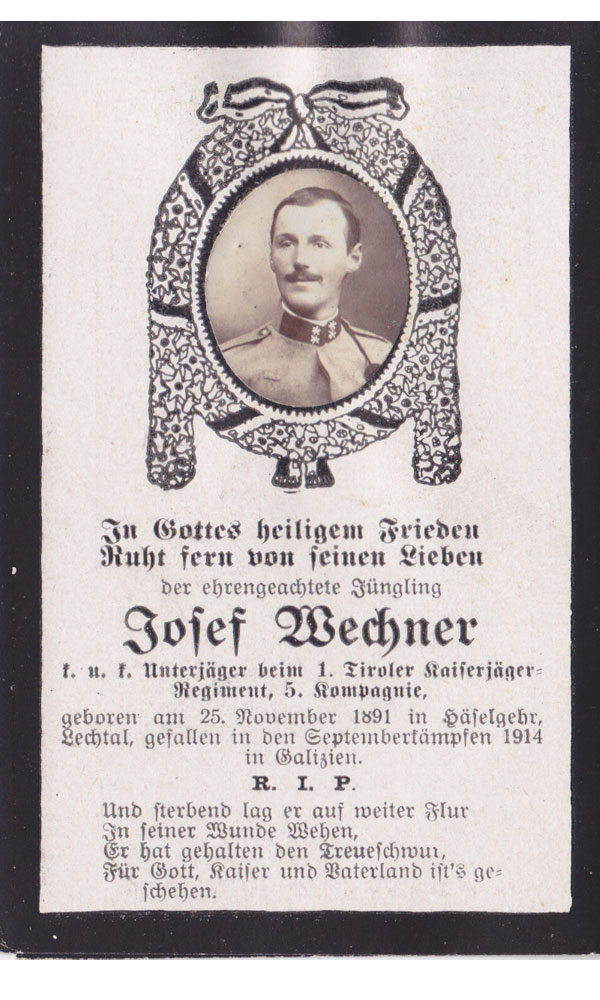 In Gottes heiligem Frieden
Ruht fern von seinen Lieben
der ehrengeachtete Jüngling
Josef Wechner
k. u. k. Unterjäger beim 1. Tiroler Kaiserjäger-
Regiment, 5. Kompagnie,
geboren am 25. November 1891 in Häselgehr,
Lechtal, gefallen in den Septemberkämpfen 1914
in Galizien.
R. I. P.
Und sterbend lag er auf weiter Flur
In seiner Wunde Wehen,
Er hat gehalten den Treueschwur,
Für Gott, Kaiser und Vaterland ist's ge-
schehen.